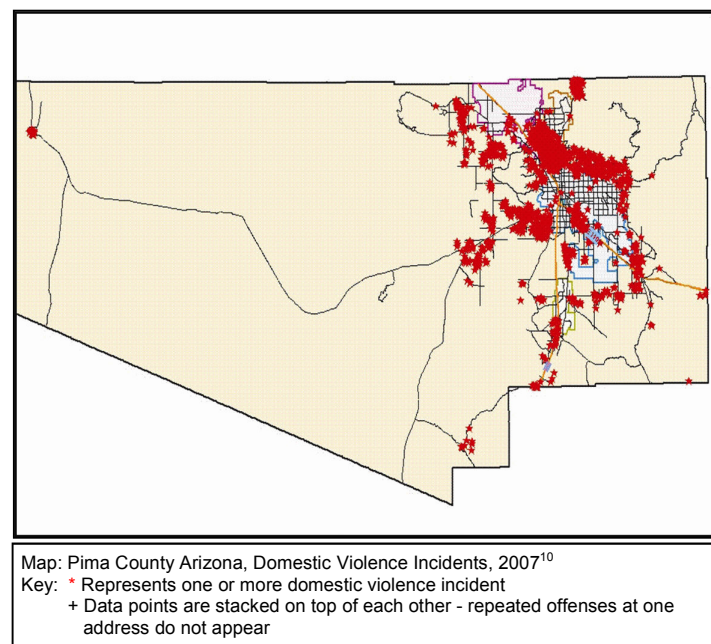 Map: Pima County Arizona, Domestic Violence Incidents, 2007¹⁰
Key: * Represents one or more domestic violence incident
+ Data points are stacked on top of each other - repeated offenses at one
address do not appear